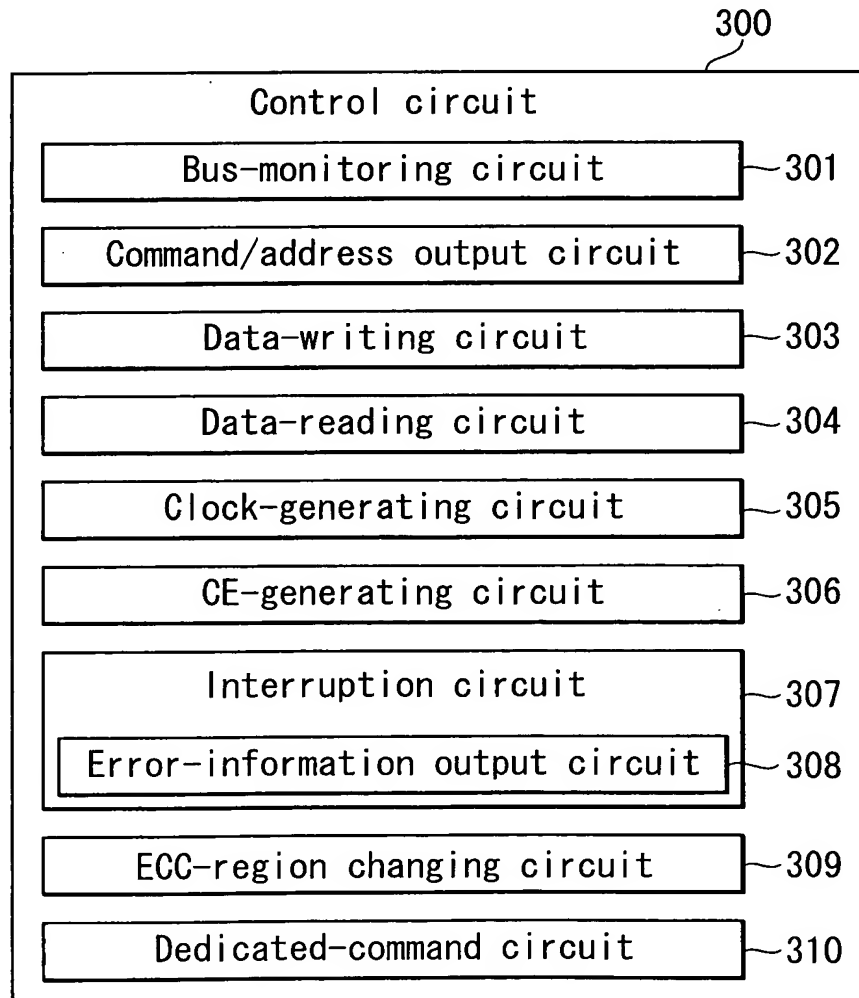 300
Control circuit
Bus-monitoring circuit 301
Command/address output circuit 302
Data-writing circuit 303
Data-reading circuit 304
Clock-generating circuit 305
CE-generating circuit 306
Interruption circuit 307
Error-information output circuit 308
ECC-region changing circuit 309
Dedicated-command circuit 310